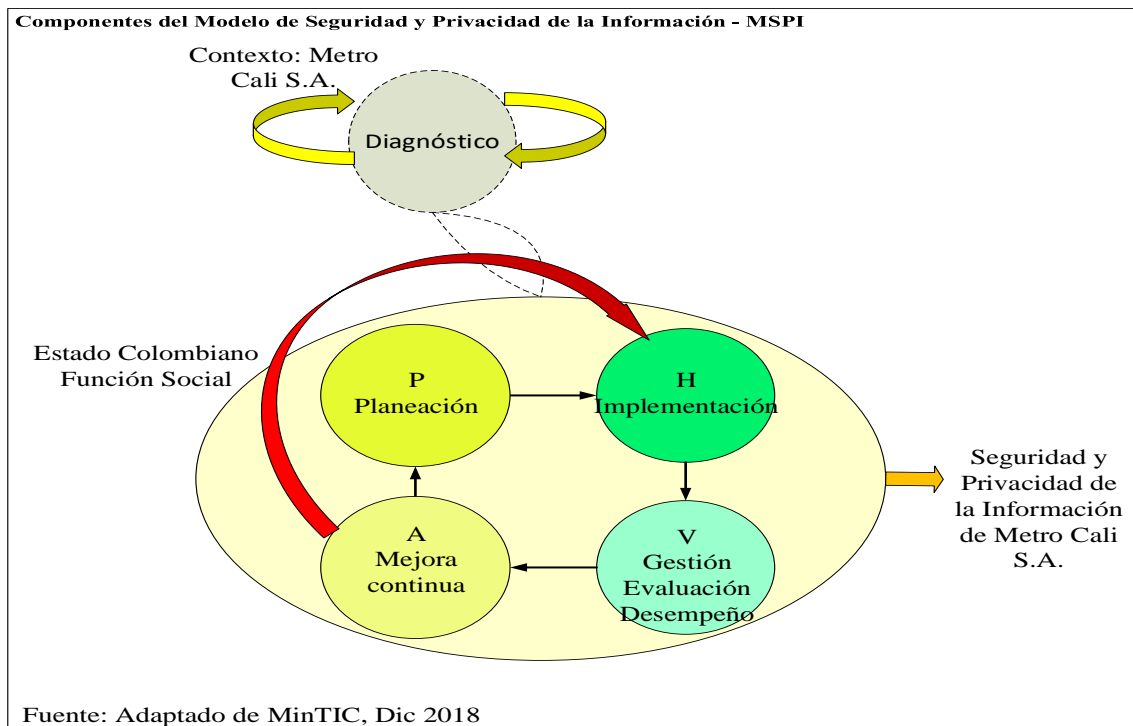 Componentes del Modelo de Seguridad y Privacidad de la Información - MSPI
Contexto: Metro
Cali S.A.
Diagnóstico
Estado Colombiano
Función Social
P
Planeación
H
Implementación
A
Mejora
continua
V
Gestión
Evaluación
Desempeño
Seguridad y
Privacidad de
la Información
de Metro Cali
S.A.
Fuente: Adaptado de MinTIC, Dic 2018